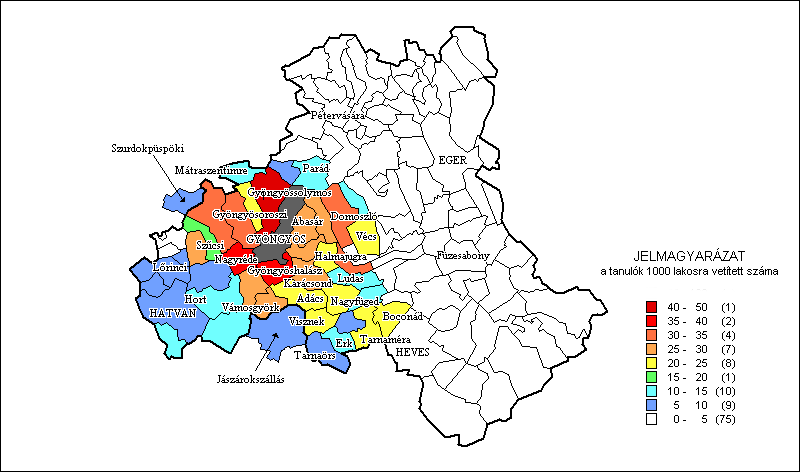 Pétervására
Szurdokpüspöki
EGER
Mátraszentimre
Parád
Gyöngyössolymos
Gyöngyösoroszi
Abasár
Domoszló
GYÖNGYÖS
Vécs
Szücsi
Nagyréde
Halmajugra
Füzesabony
Lőrinci
Gyöngyöshalász
Ludas
Karácsond
Hort
Adács
Nagyfüged
Vámosgyörk
HATVAN
Visznek
Boconád
Erk
Tarnaméra
Tarnaörs
HEVES
Jászárokszállás
JELMAGYARÁZAT
a tanulók 1000 lakosra vetített száma
40 - 50 (1)
35 - 40 (2)
30 - 35 (4)
25 - 30 (7)
20 - 25 (8)
15 - 20 (1)
10 - 15 (10)
5 10 (9)
0 - 5 (75)